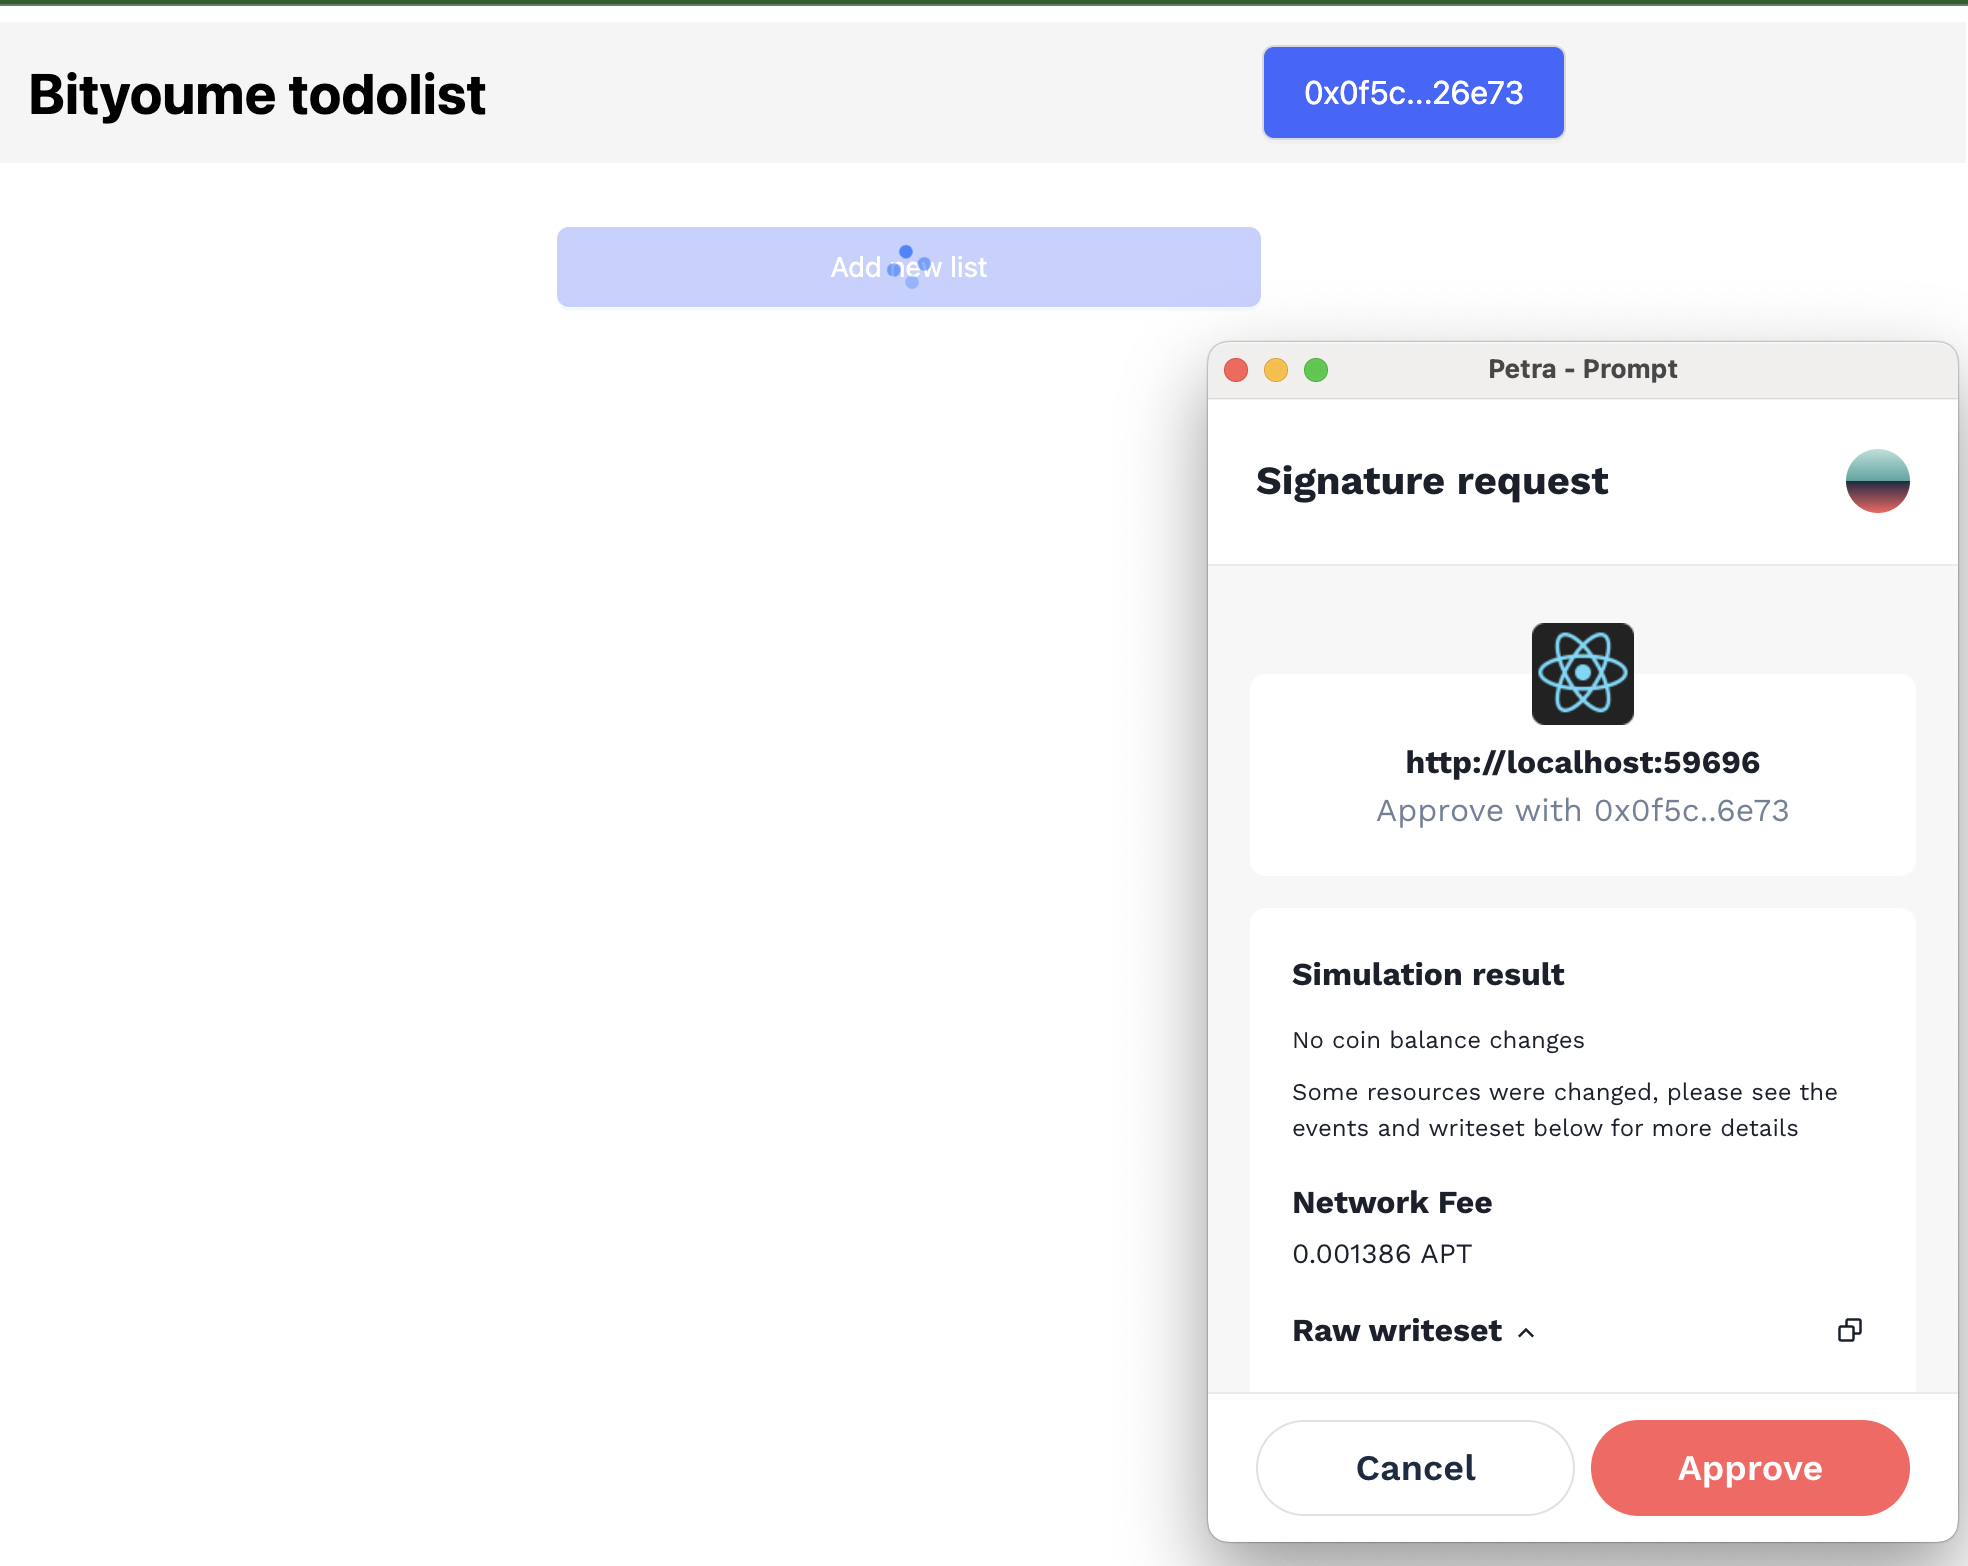 Bityoume todolist
0x0f5c...26e73
Add new list
Petra - Prompt
Signature request
http://localhost:59696
Approve with 0x0f5c..6e73
Simulation result
No coin balance changes
Some resources were changed, please see the
events and writeset below for more details
Network Fee
0.001386 APT
Raw writeset
Cancel
Approve